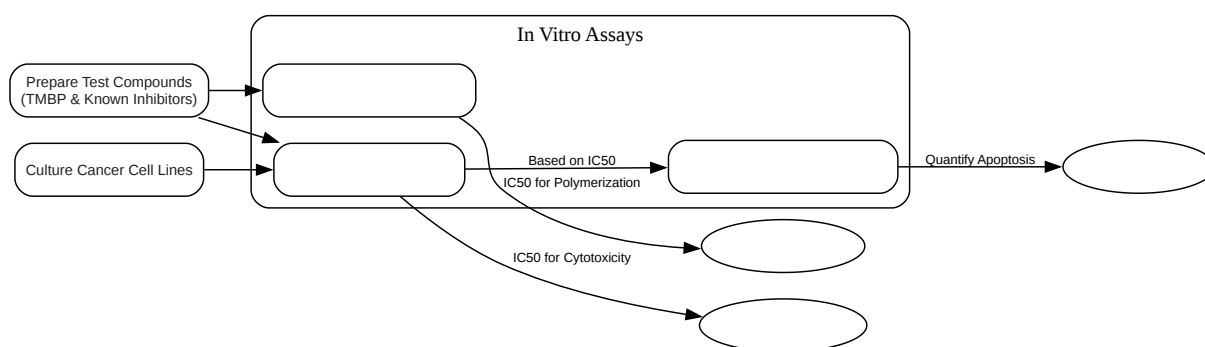 In Vitro Assays
Prepare Test Compounds
(TMBP & Known Inhibitors)
Culture Cancer Cell Lines
Based on IC50
IC50 for Polymerization
Quantify Apoptosis
IC50 for Cytotoxicity